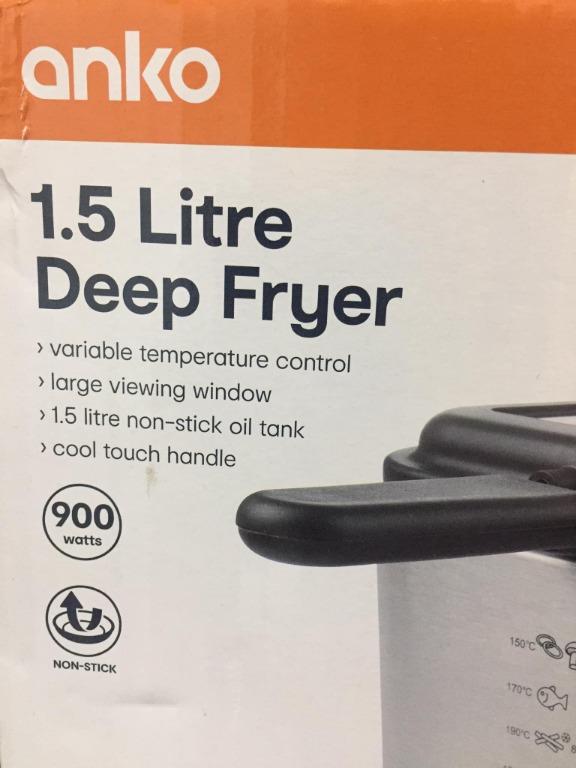 anko
1.5 Litre
Deep Fryer
› variable temperature control
› large viewing window
› 1.5 litre non-stick oil tank
› cool touch handle
900
watts
NON-STICK
150°C
170°C
190°C
8